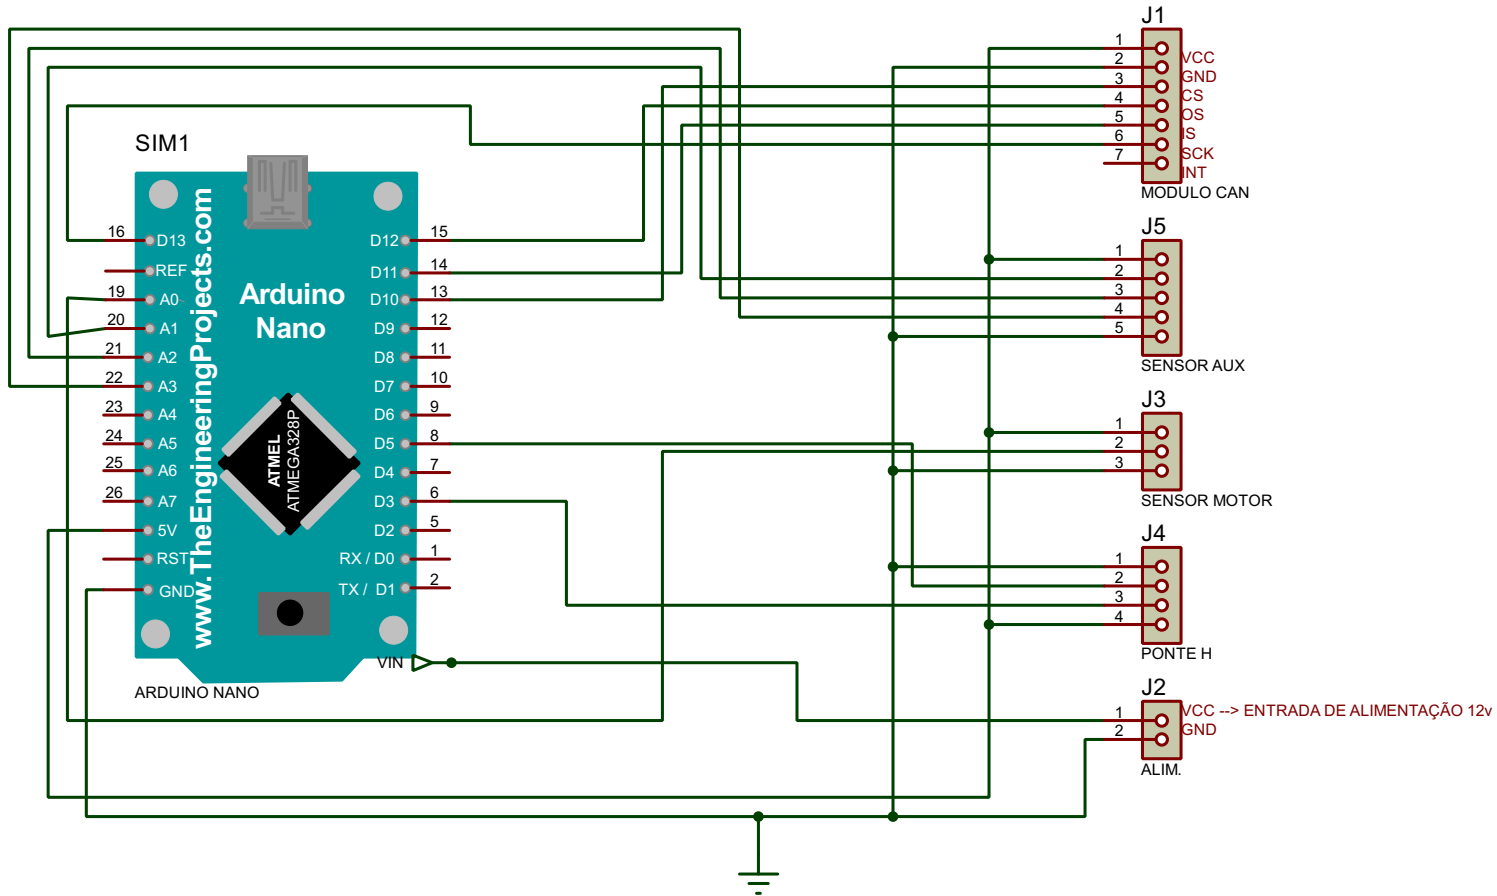 SIM1
www.TheEngineeringProjects.com
Arduino
Nano
ATMEL
ATMEGA328P
16 D13
REF
19 A0
20 A1
21 A2
22 A3
23 A4
24 A5
25 A6
26 A7
5V
RST
GND
D12 15
D11 14
D10 13
D9 12
D8 11
D7 10
D6 9
D5 8
D4 7
D3 6
D2 5
RX / D0 1
TX / D1 2
VIN
ARDUINO NANO
J1
1
2
3
4
5
6
7
VCC
GND
CS
OS
IS
SCK
INT
MODULO CAN
J5
1
2
3
4
5
SENSOR AUX
J3
1
2
3
SENSOR MOTOR
J4
1
2
3
4
PONTE H
J2
1
2
VCC --> ENTRADA DE ALIMENTAÇÃO 12v
GND
ALIM.